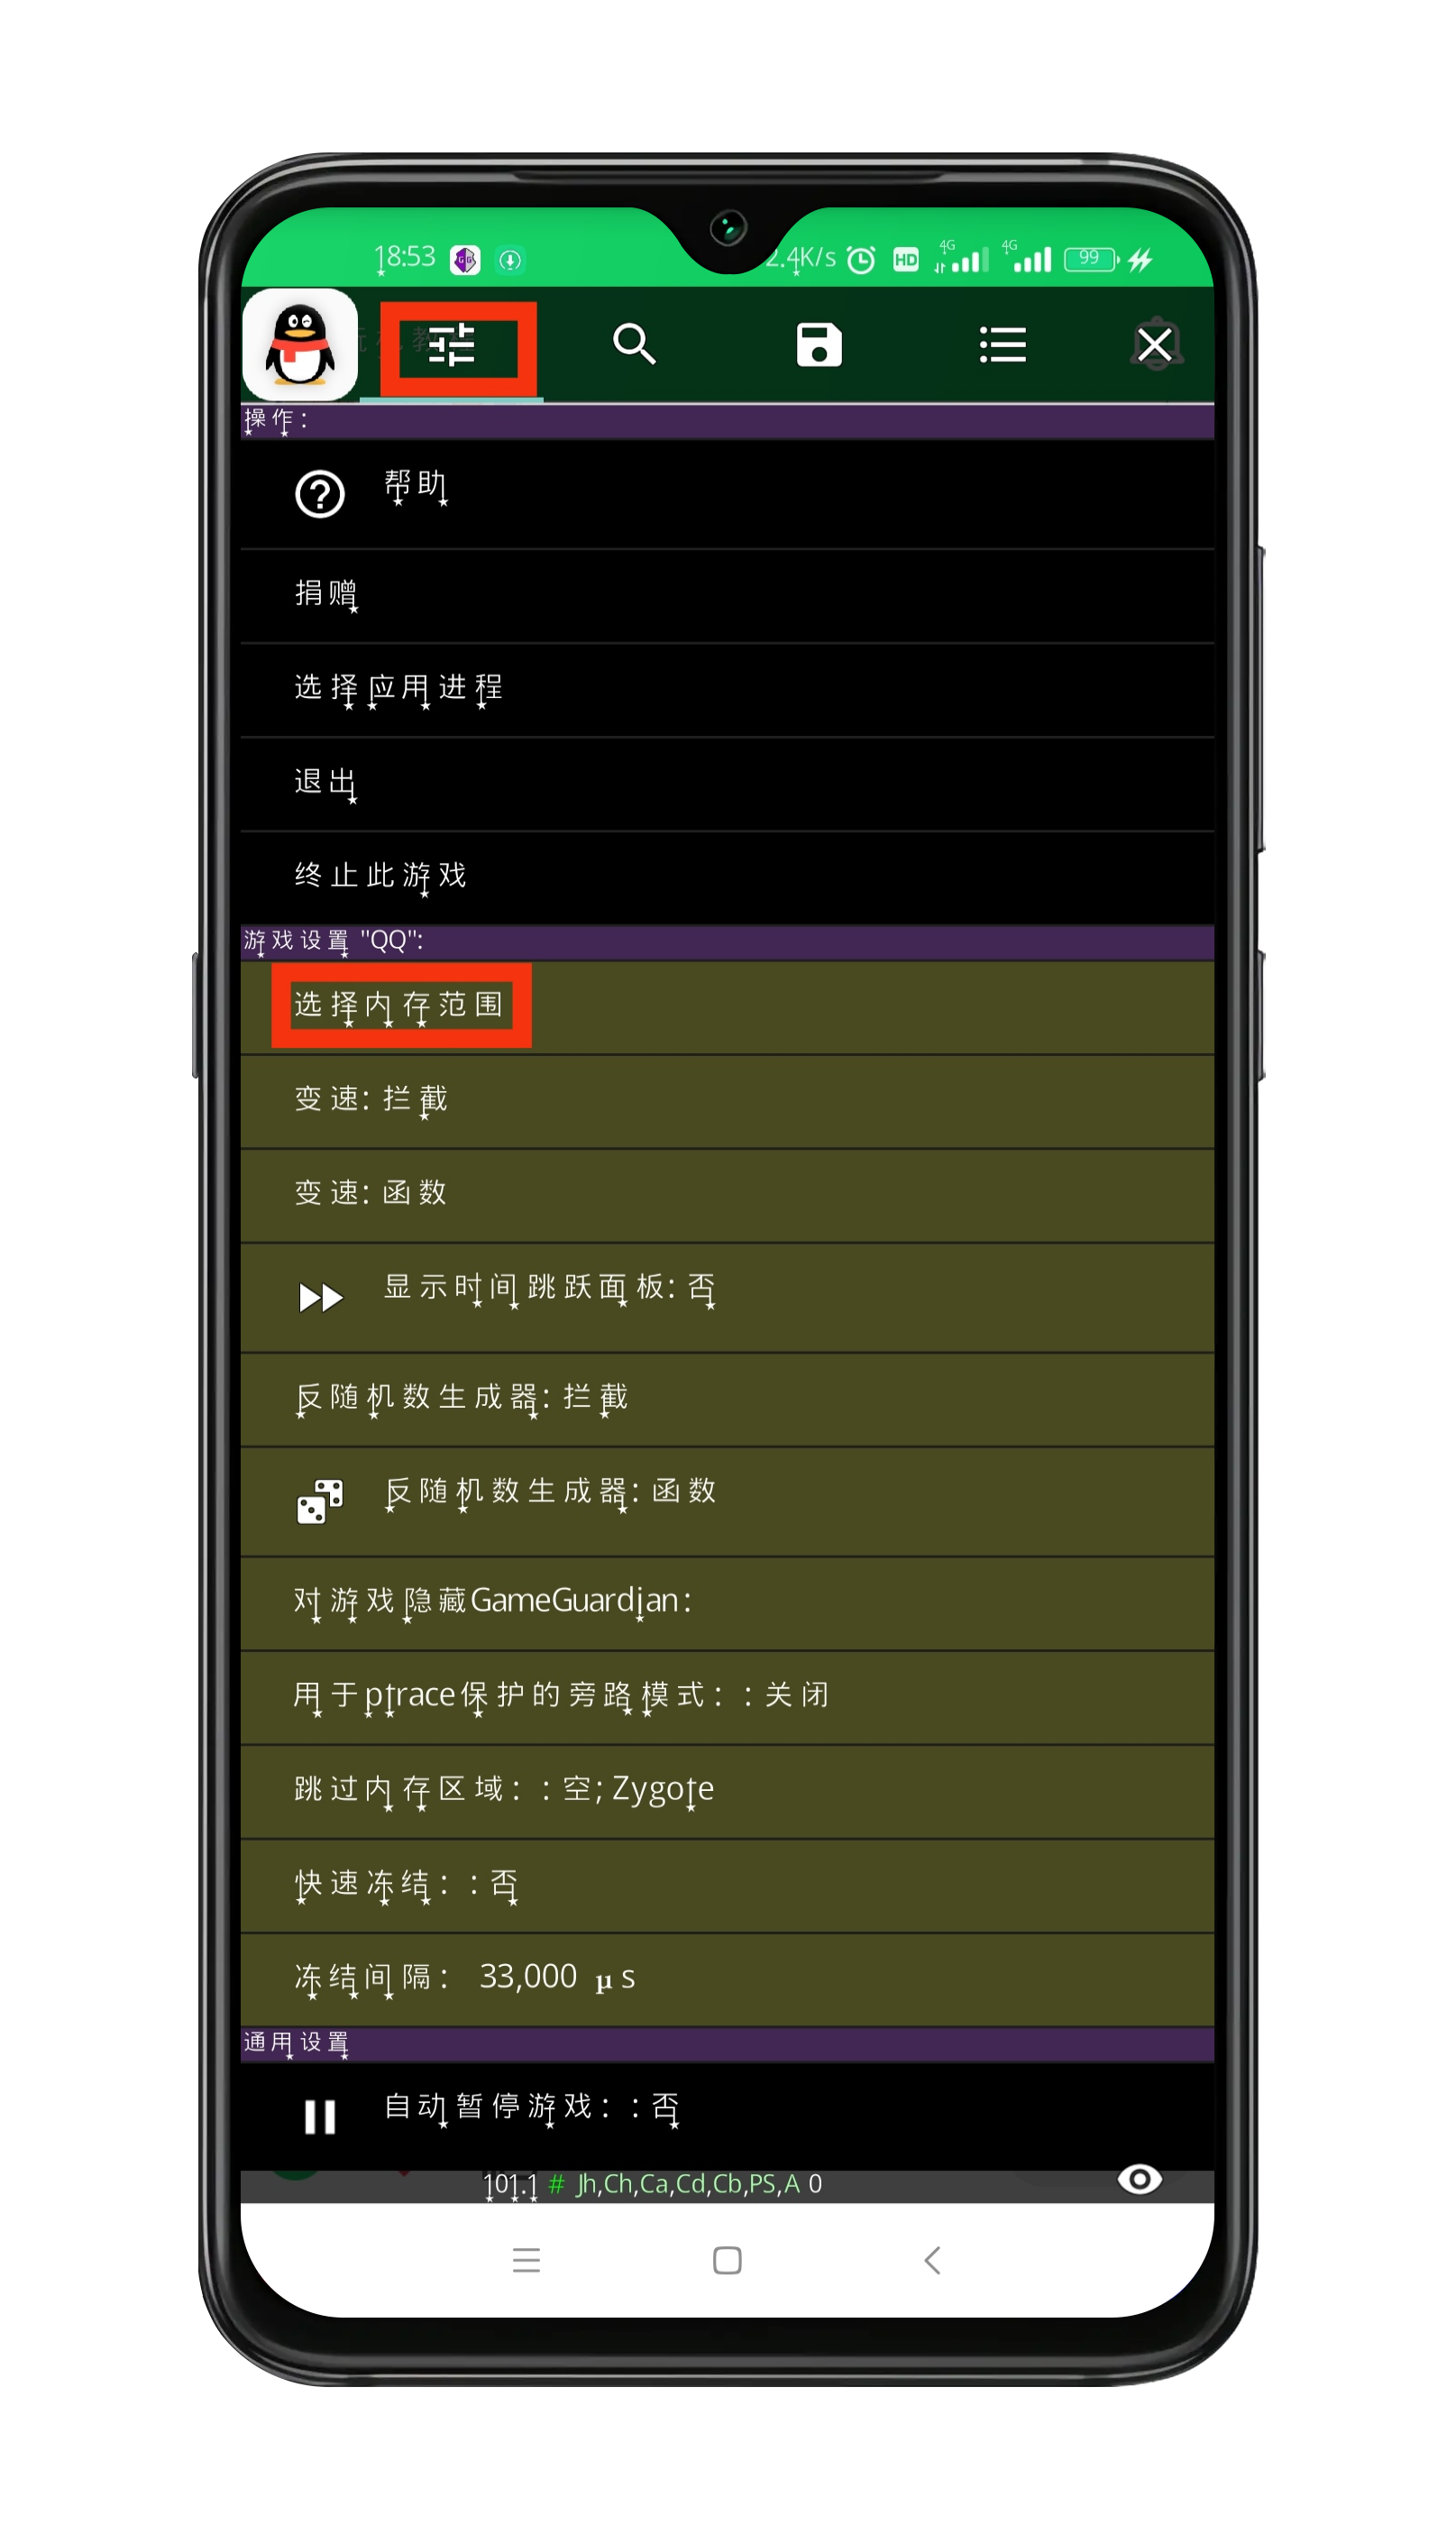 18:53
2.4K/s HD 4G 4G 99
操作:
帮助
捐赠
选择应用进程
退出
终止此游戏
游戏设置 "QQ":
选择内存范围
变速: 拦截
变速: 函数
显示时间跳跃面板: 否
反随机数生成器: 拦截
反随机数生成器: 函数
对游戏隐藏GameGuardian:
用于ptrace保护的旁路模式: : 关闭
跳过内存区域: : 空; Zygote
快速冻结: : 否
冻结间隔: 33,000 μs
通用设置
自动暂停游戏: : 否
101.1 # Jh,Ch,Ca,Cd,Cb,PS,A 0